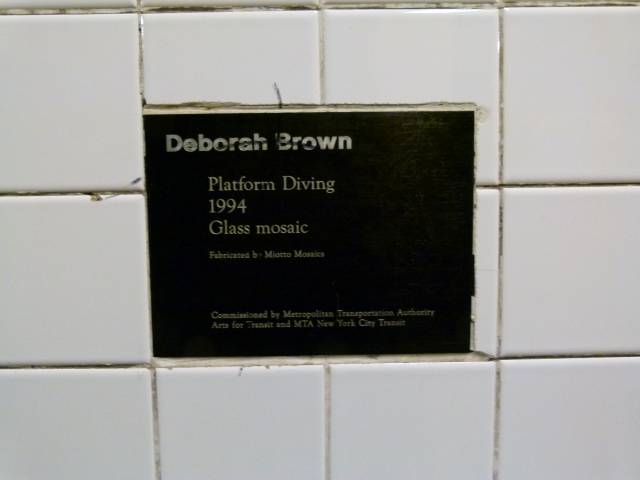 Deborah Brown
Platform Diving
1994
Glass mosaic
Fabricated by Miotto Mosaics
Commissioned by Metropolitan Transportation Authority
Arts for Transit and MTA New York City Transit